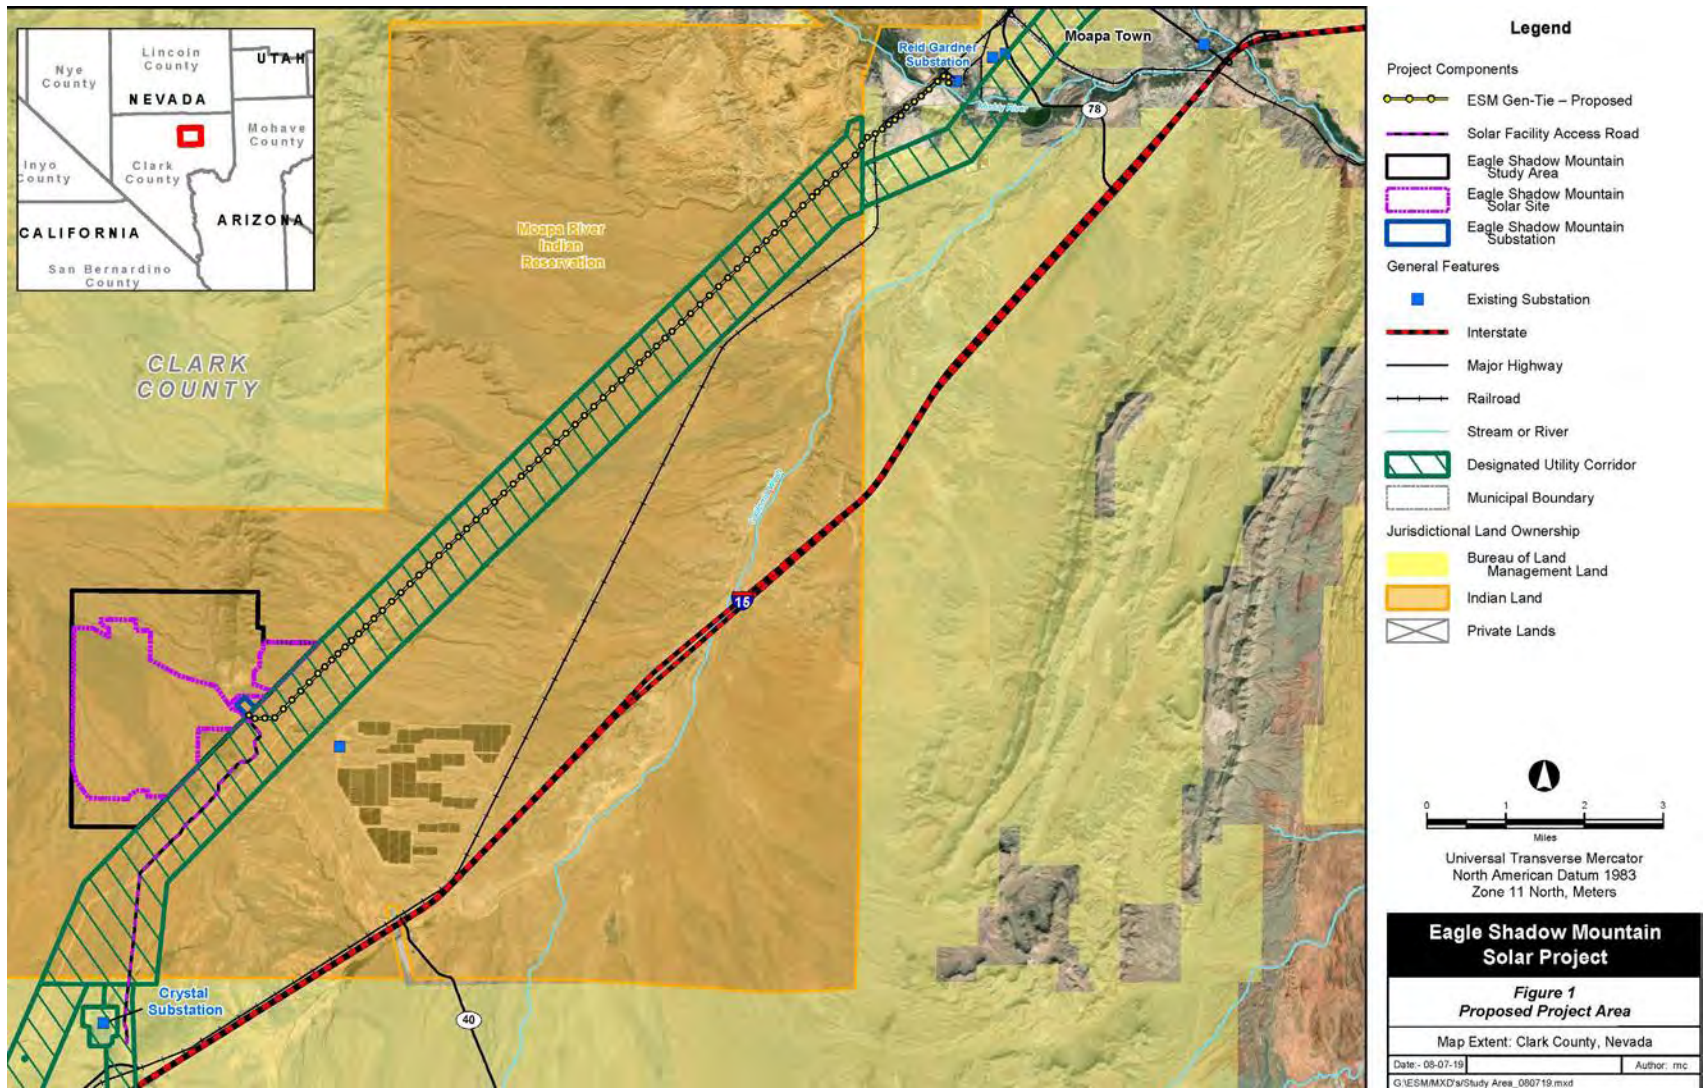 Lincoln
County
UTAH
Nye
County
NEVADA
Mohave
County
Inyo
County
Clark
County
ARIZONA
CALIFORNIA
San Bernardino
County
CLARK
COUNTY
Moapa River
Indian
Reservation
Reid Gardner
Substation
Moapa Town
Muddy River
78
15
Crystal
Substation
40
Legend
Project Components
ESM Gen-Tie – Proposed
Solar Facility Access Road
Eagle Shadow Mountain
Study Area
Eagle Shadow Mountain
Solar Site
Eagle Shadow Mountain
Substation
General Features
Existing Substation
Interstate
Major Highway
Railroad
Stream or River
Designated Utility Corridor
Municipal Boundary
Jurisdictional Land Ownership
Bureau of Land
Management Land
Indian Land
Private Lands
0 1 2 3
Miles
Universal Transverse Mercator
North American Datum 1983
Zone 11 North, Meters
Eagle Shadow Mountain
Solar Project
Figure 1
Proposed Project Area
Map Extent: Clark County, Nevada
Date:- 08-07-19 Author: rnc
G:\ESM\MXD's\Study Area_080719.mxd